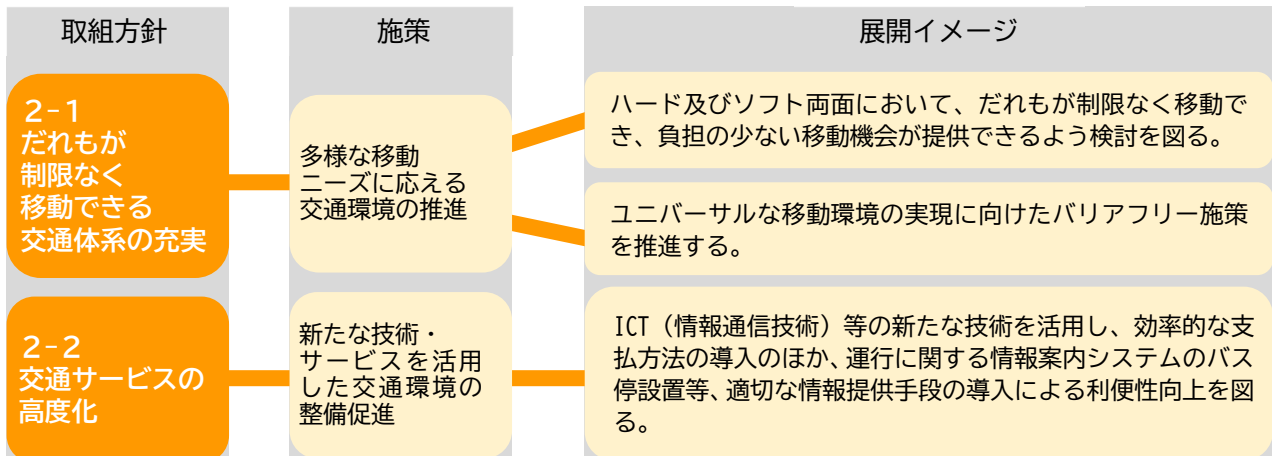 取組方針
施策
展開イメージ
2-1
だれもが
制限なく
移動できる
交通体系の充実
多様な移動
ニーズに応える
交通環境の推進
ハード及びソフト両面において、だれもが制限なく移動で
き、負担の少ない移動機会が提供できるよう検討を図る。
ユニバーサルな移動環境の実現に向けたバリアフリー施策
を推進する。
2-2
交通サービスの
高度化
新たな技術・
サービスを活用
した交通環境の
整備促進
ICT（情報通信技術）等の新たな技術を活用し、効率的な支
払方法の導入のほか、運行に関する情報案内システムのバス
停設置等、適切な情報提供手段の導入による利便性向上を図
る。